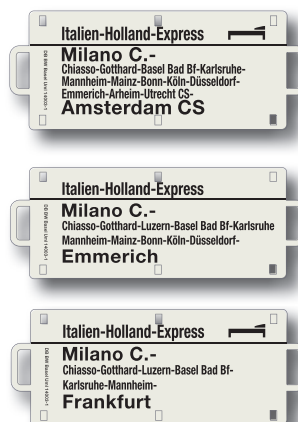 Italien-Holland-Express
Milano C.-
Chiasso-Gotthard-Basel Bad Bf-Karlsruhe-
Mannheim-Mainz-Bonn-Köln-Düsseldorf-
Emmerich-Arheim-Utrecht CS-
Amsterdam CS
Italien-Holland-Express
Milano C.-
Chiasso-Gotthard-Luzern-Basel Bad Bf-Karlsruhe
Mannheim-Mainz-Bonn-Köln-Düsseldorf-
Emmerich
Italien-Holland-Express
Milano C.-
Chiasso-Gotthard-Luzern-Basel Bad Bf-
Karlsruhe-Mannheim-
Frankfurt